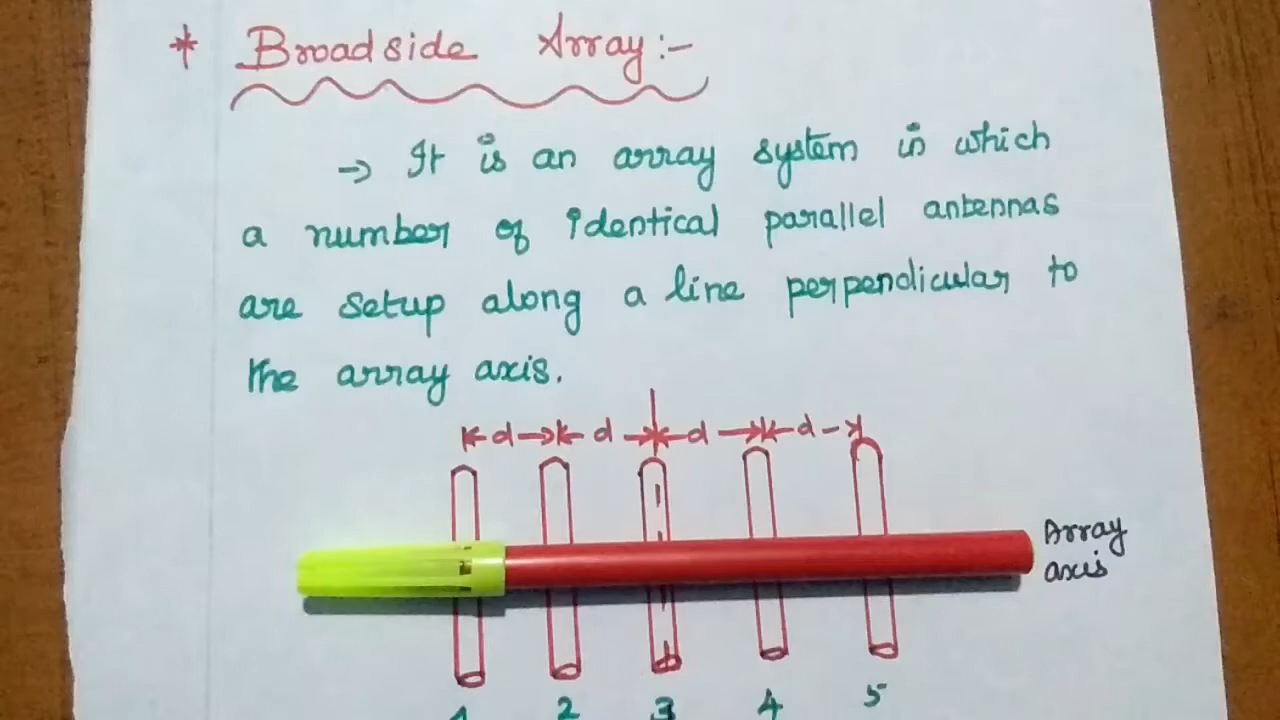 * Broadside Array:-
→ It is an array system in which
a number of identical parallel antennas
are setup along a line perpendicular to
the array axis.
d d d d
Array
axis
1 2 3 4 5